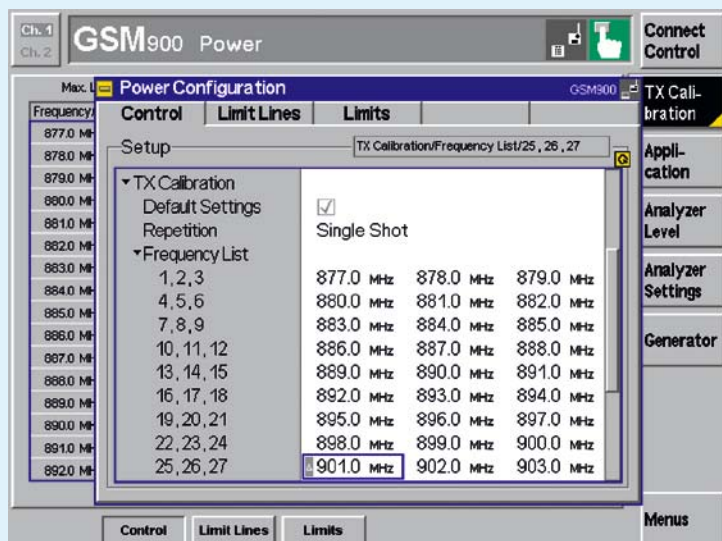 Ch. 1
Ch. 2
GSM900 Power
Connect
Control
Max. L
Power Configuration
GSM900
TX Cali-
bration
Frequency/
Control
Limit Lines
Limits
Setup
TX Calibration/Frequency List/25, 26, 27
Appli-
cation
Analyzer
Level
Analyzer
Settings
Generator
Menus
877.0 MH
878.0 MH
879.0 MH
880.0 MH
881.0 MH
882.0 MH
883.0 MH
884.0 MH
885.0 MH
886.0 MH
887.0 MH
888.0 MH
889.0 MH
890.0 MH
891.0 MH
892.0 MH
TX Calibration
Default Settings
Repetition Single Shot
Frequency List
1,2,3 877.0 MHz 878.0 MHz 879.0 MHz
4,5,6 880.0 MHz 881.0 MHz 882.0 MHz
7,8,9 883.0 MHz 884.0 MHz 885.0 MHz
10,11,12 886.0 MHz 887.0 MHz 888.0 MHz
13,14,15 889.0 MHz 890.0 MHz 891.0 MHz
16,17,18 892.0 MHz 893.0 MHz 894.0 MHz
19,20,21 895.0 MHz 896.0 MHz 897.0 MHz
22,23,24 898.0 MHz 899.0 MHz 900.0 MHz
25,26,27 901.0 MHz 902.0 MHz 903.0 MHz
Control
Limit Lines
Limits